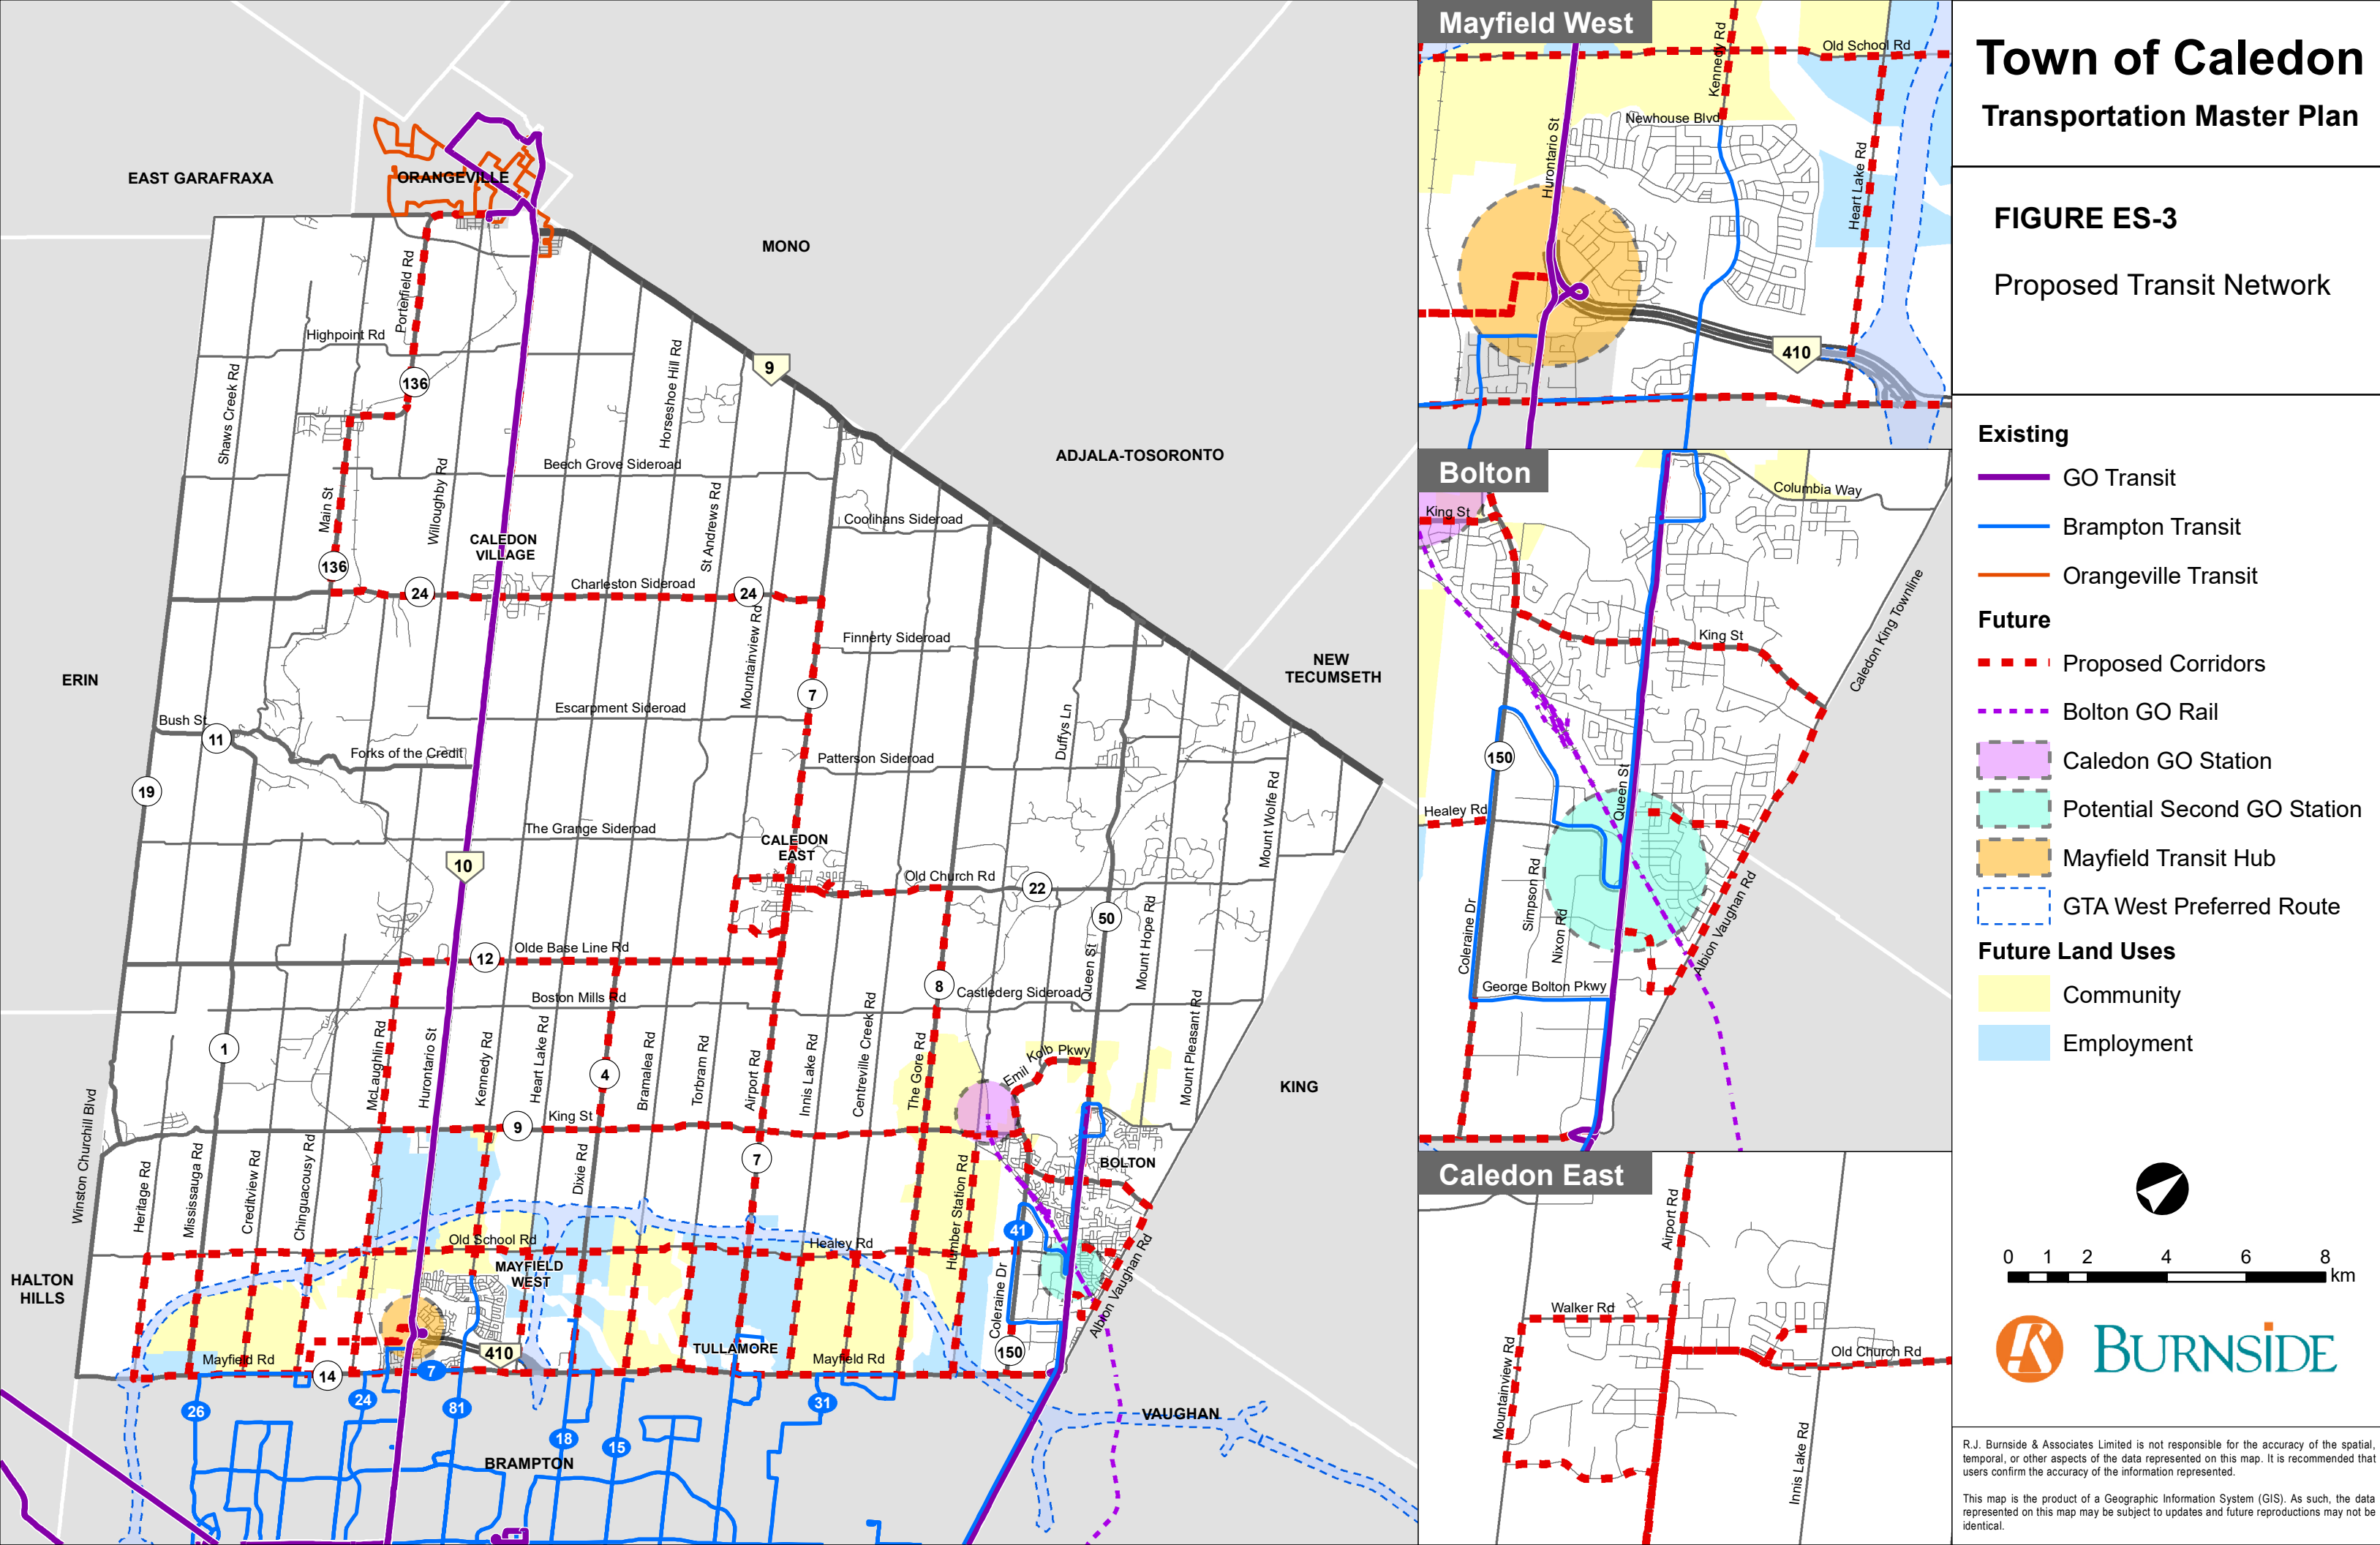 Town of Caledon
Transportation Master Plan
FIGURE ES-3
Proposed Transit Network
Existing
GO Transit
Brampton Transit
Orangeville Transit
Future
Proposed Corridors
Bolton GO Rail
Caledon GO Station
Potential Second GO Station
Mayfield Transit Hub
GTA West Preferred Route
Future Land Uses
Community
Employment
0 1 2 4 6 8
km
BURNSIDE
R.J. Burnside & Associates Limited is not responsible for the accuracy of the spatial,
temporal, or other aspects of the data represented on this map. It is recommended that
users confirm the accuracy of the information represented.
This map is the product of a Geographic Information System (GIS). As such, the data
represented on this map may be subject to updates and future reproductions may not be
identical.
EAST GARAFRAXA
ORANGEVILLE
MONO
Porterfield Rd
Highpoint Rd
136
9
Shaws Creek Rd
Horseshoe Hill Rd
ADJALA-TOSORONTO
Beech Grove Sideroad
Main St
Willoughby Rd
St Andrews Rd
Coolihans Sideroad
CALEDON
VILLAGE
136
24
Charleston Sideroad
24
Mountainview Rd
Finnerty Sideroad
NEW
TECUMSETH
ERIN
7
Escarpment Sideroad
Bush St
11
Forks of the Credit
Duffys Ln
Patterson Sideroad
19
Mount Wolfe Rd
The Grange Sideroad
CALEDON
EAST
10
Old Church Rd
22
50
Mount Hope Rd
Olde Base Line Rd
12
Queen St
8
Castlederg Sideroad
Boston Mills Rd
1
McLaughlin Rd
Hurontario St
Kennedy Rd
Heart Lake Rd
4
Bramalea Rd
Torbram Rd
Airport Rd
Innis Lake Rd
Centreville Creek Rd
The Gore Rd
Emil Kolb Pkwy
Mount Pleasant Rd
KING
Winston Churchill Blvd
9
King St
7
BOLTON
Heritage Rd
Mississauga Rd
Creditview Rd
Chinguacousy Rd
Dixie Rd
Humber Station Rd
41
Old School Rd
Healey Rd
MAYFIELD
WEST
HALTON
HILLS
Coleraine Dr
Albion Vaughan Rd
Mayfield Rd
14
410
TULLAMORE
Mayfield Rd
150
7
26
24
81
18
15
31
VAUGHAN
BRAMPTON
Mayfield West
Kennedy Rd
Old School Rd
Newhouse Blvd
Hurontario St
Heart Lake Rd
410
Bolton
Columbia Way
King St
Caledon King Townline
King St
150
Queen St
Healey Rd
Simpson Rd
Nixon Rd
Coleraine Dr
Albion Vaughan Rd
George Bolton Pkwy
Caledon East
Airport Rd
Walker Rd
Mountainview Rd
Old Church Rd
Innis Lake Rd